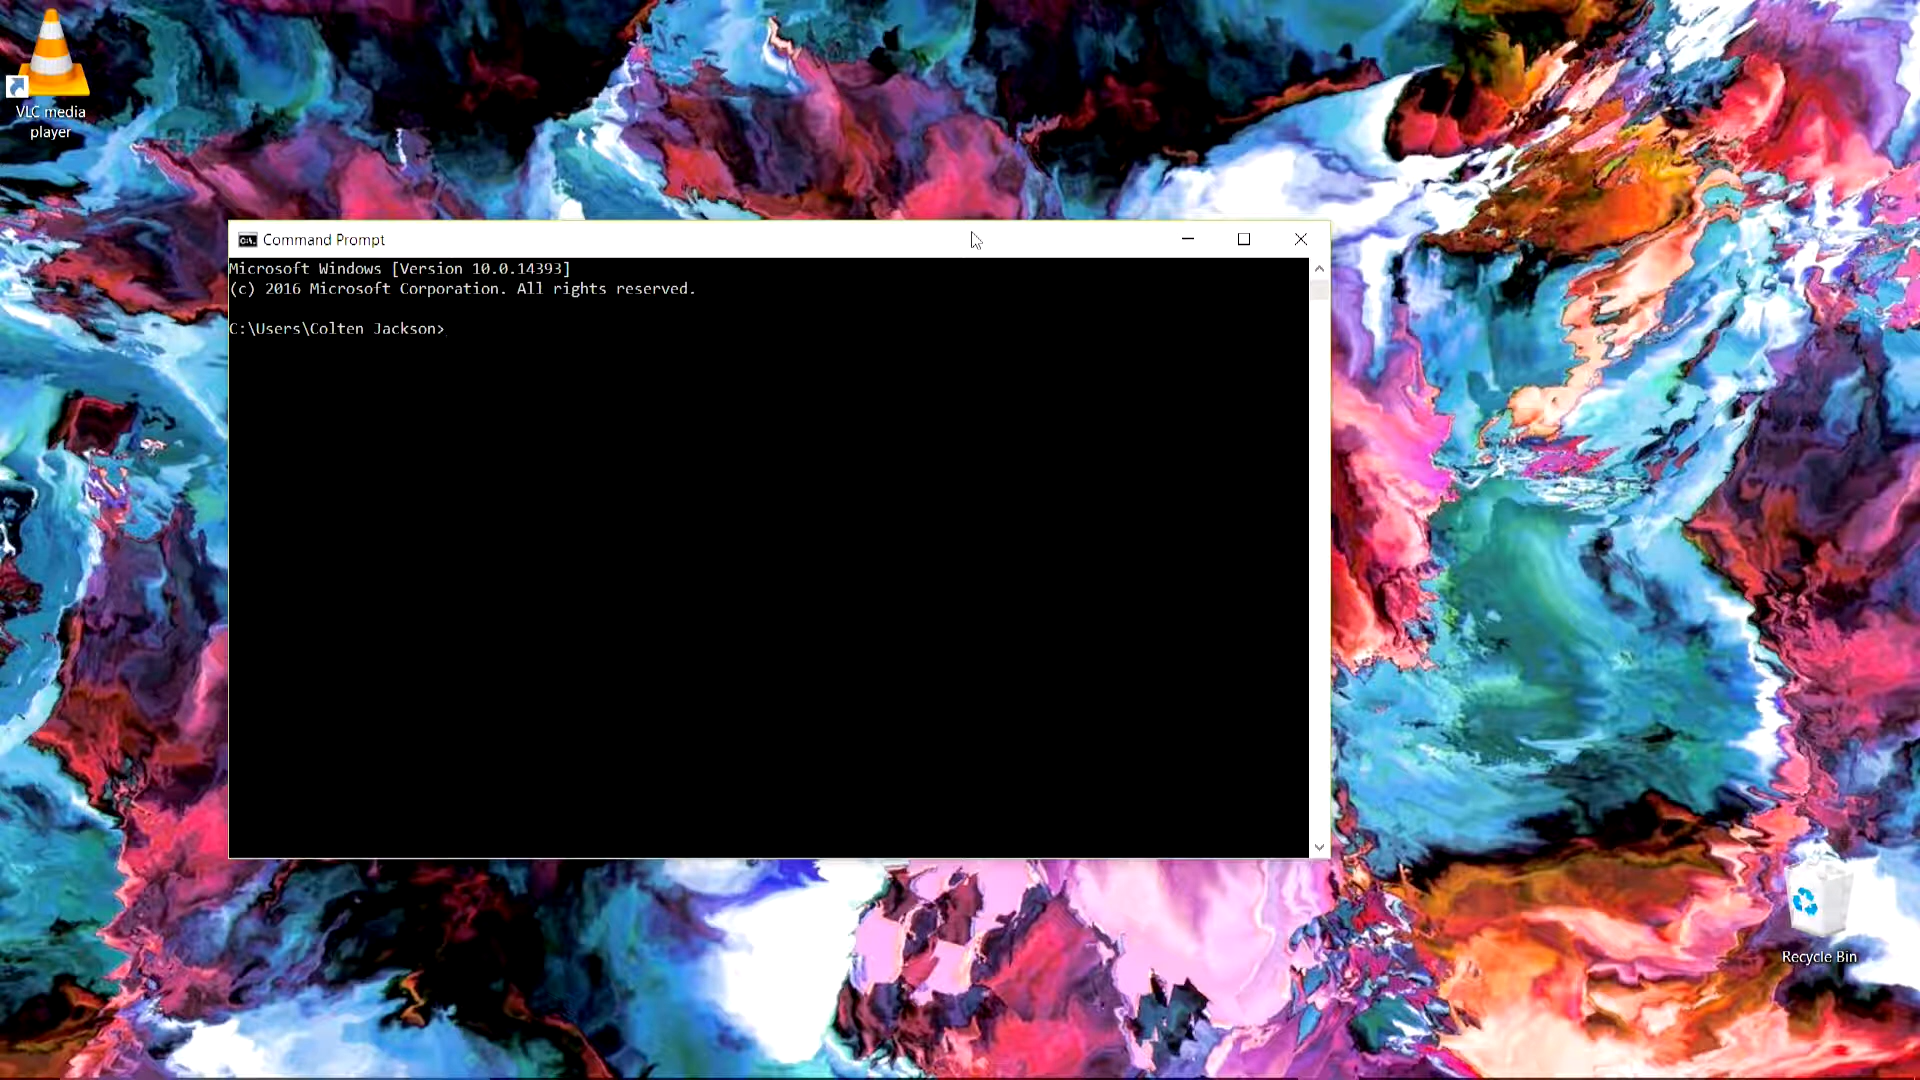 VLC media
player
Command Prompt
Microsoft Windows [Version 10.0.14393]
(c) 2016 Microsoft Corporation. All rights reserved.
C:\Users\Colten Jackson>
Recycle Bin